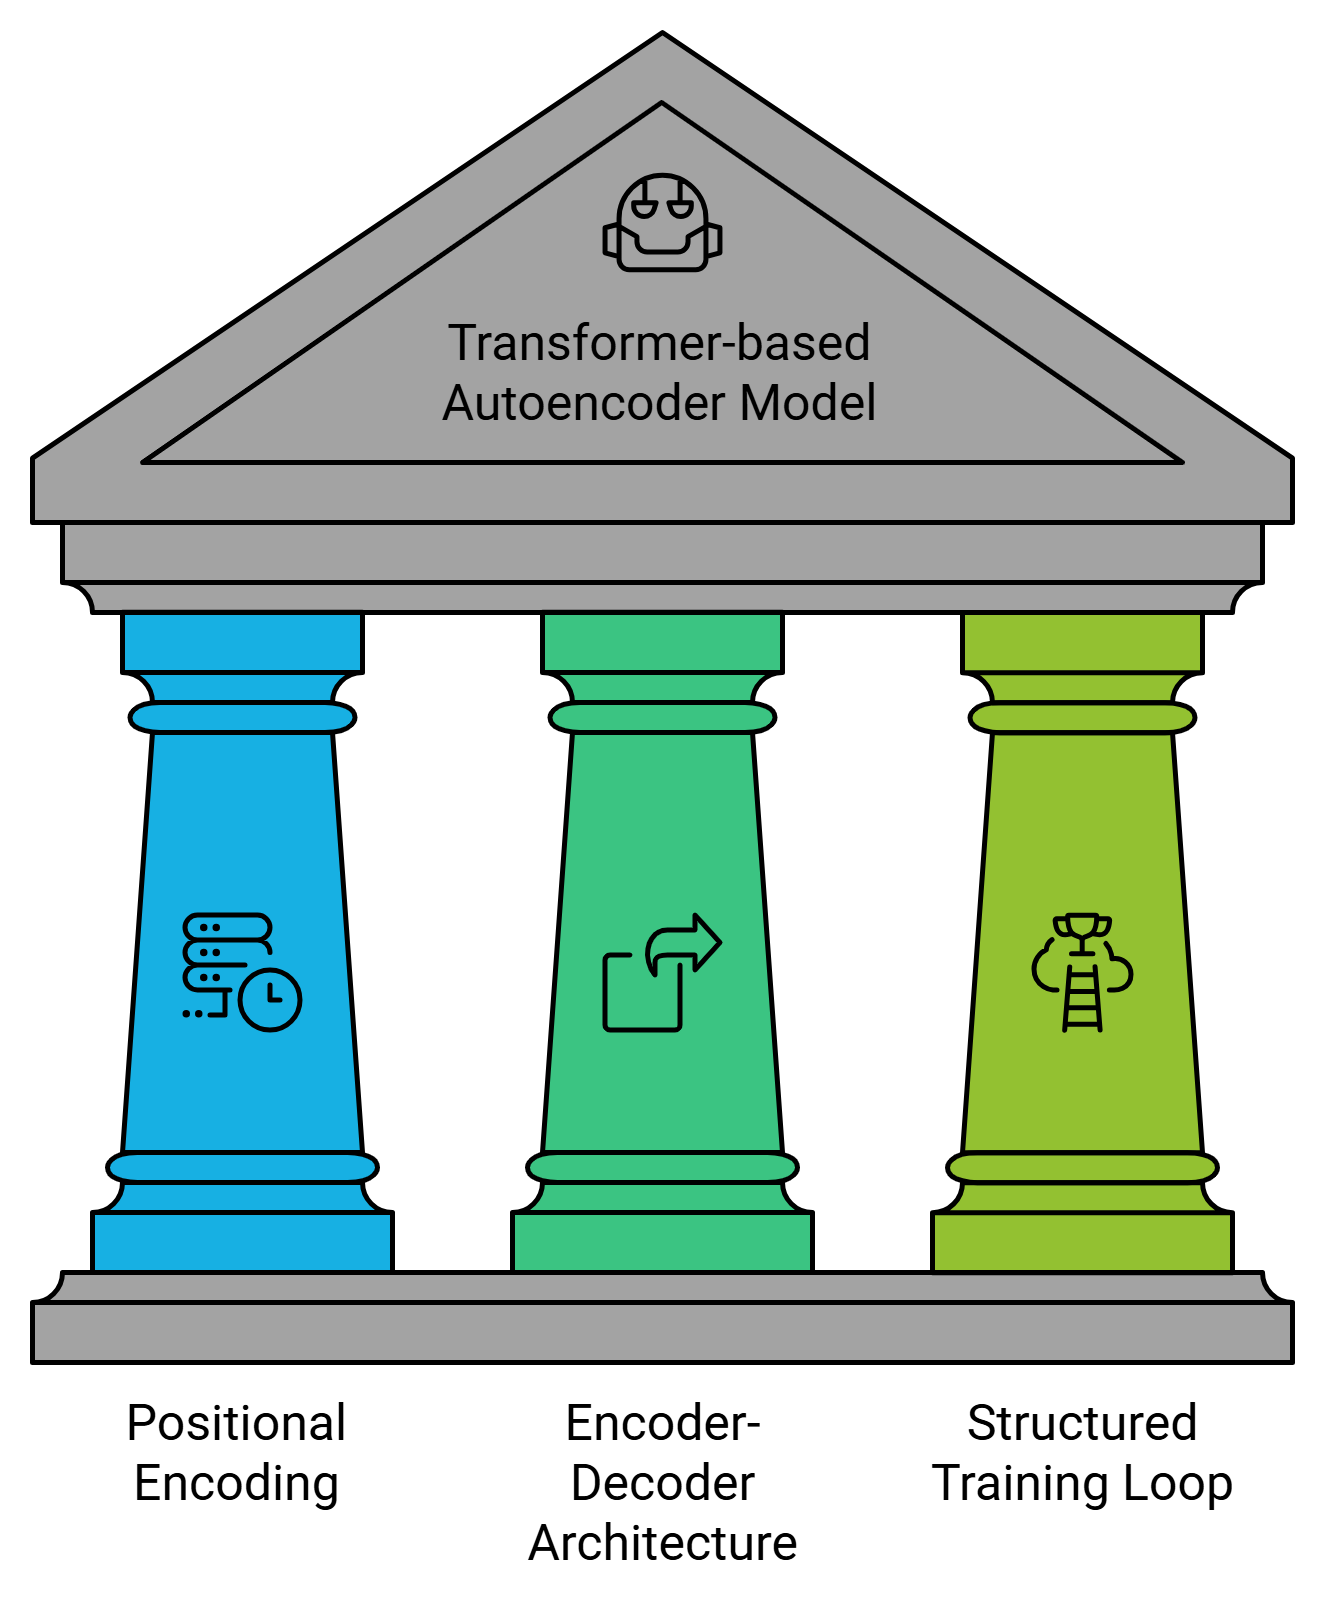 Transformer-based
Autoencoder Model
Positional
Encoding
Encoder-
Decoder
Architecture
Structured
Training Loop